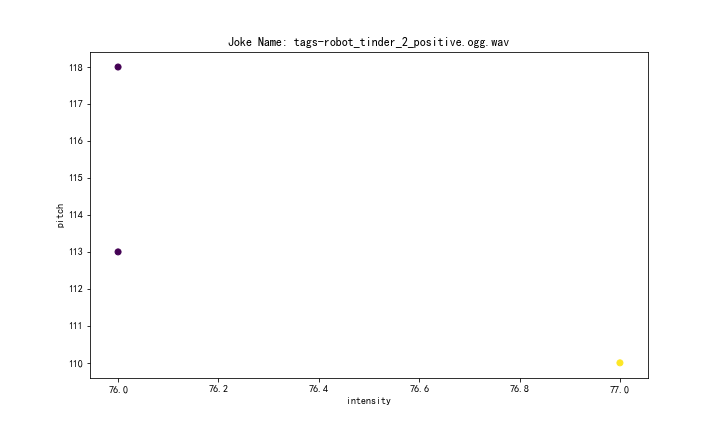 Joke Name: tags-robot_tinder_2_positive.ogg.wav
118
117
116
115
114
113
112
111
110
pitch
76.0 76.2 76.4 76.6 76.8 77.0
intensity